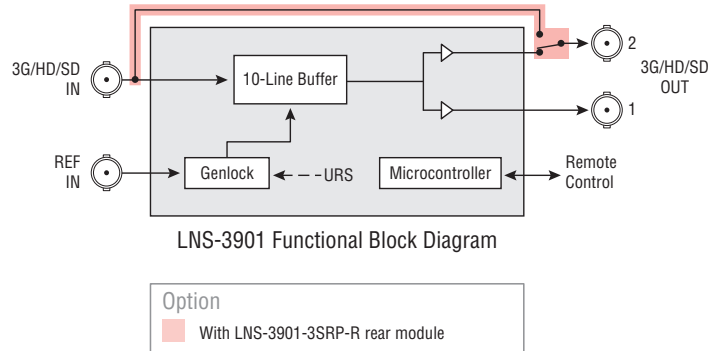 3G/HD/SD
IN
10-Line Buffer
2
3G/HD/SD
OUT
1
REF
IN
Genlock
URS
Microcontroller
Remote
Control
LNS-3901 Functional Block Diagram
Option
With LNS-3901-3SRP-R rear module